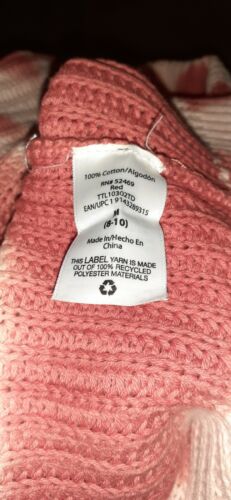 100% Cotton/Algodón
RN# 52469
Red
TTL10302TD
EAN/UPC 1 9143289315
M
(8-10)
Made In/Hecho En
China
THIS LABEL YARN IS MADE
OUT OF 100% RECYCLED
POLYESTER MATERIALS